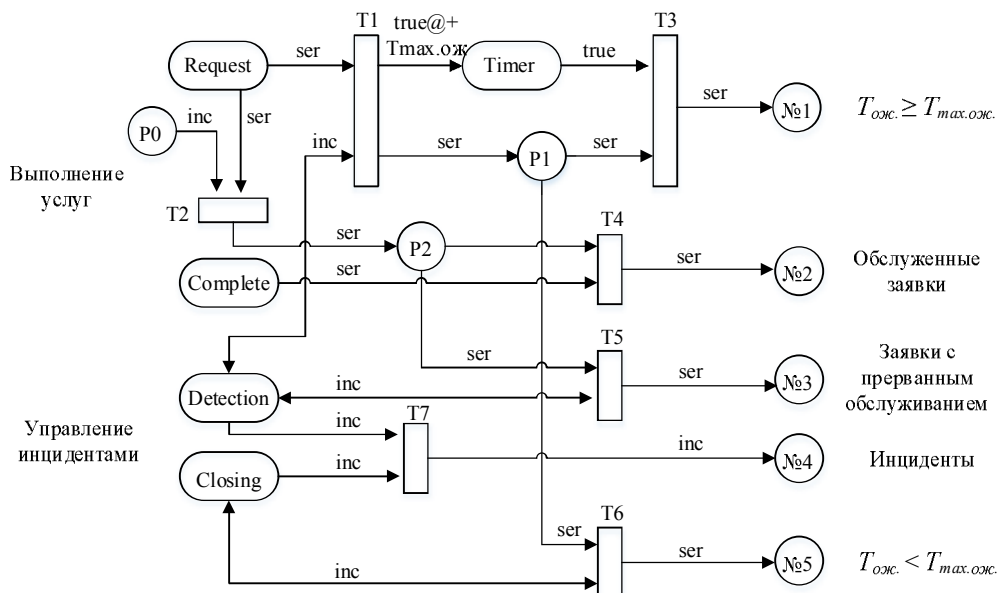 T1
true@+
T3
ser
Tmax.ож
true
Request
Timer
ser
№1
Tож. ≥ Tmax.ож.
inc
ser
P0
inc
ser
P1
ser
Выполнение
услуг
T2
T4
ser
P2
ser
№2
Обслуженные
заявки
ser
Complete
T5
ser
ser
№3
Заявки с
прерванным
обслуживанием
Detection
inc
T7
inc
Управление
инцидентами
inc
inc
№4
Инциденты
Closing
T6
ser
ser
inc
№5
Tож. < Tmax.ож.